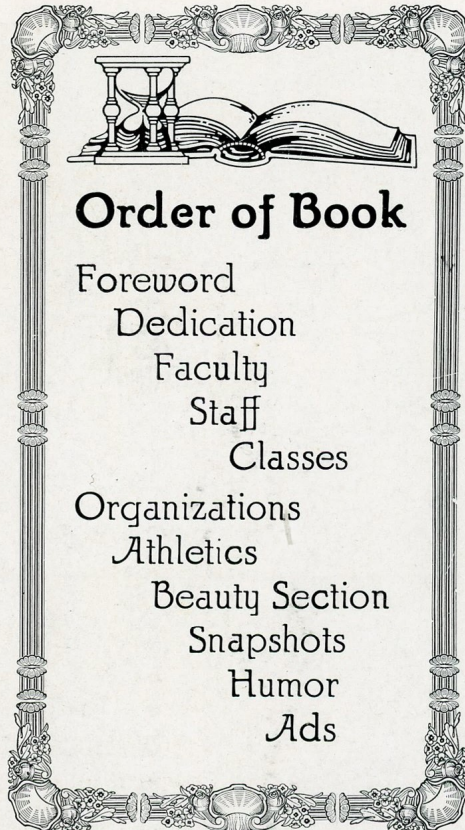 Order of Book
Foreword
Dedication
Faculty
Staff
Classes
Organizations
Athletics
Beauty Section
Snapshots
Humor
Ads